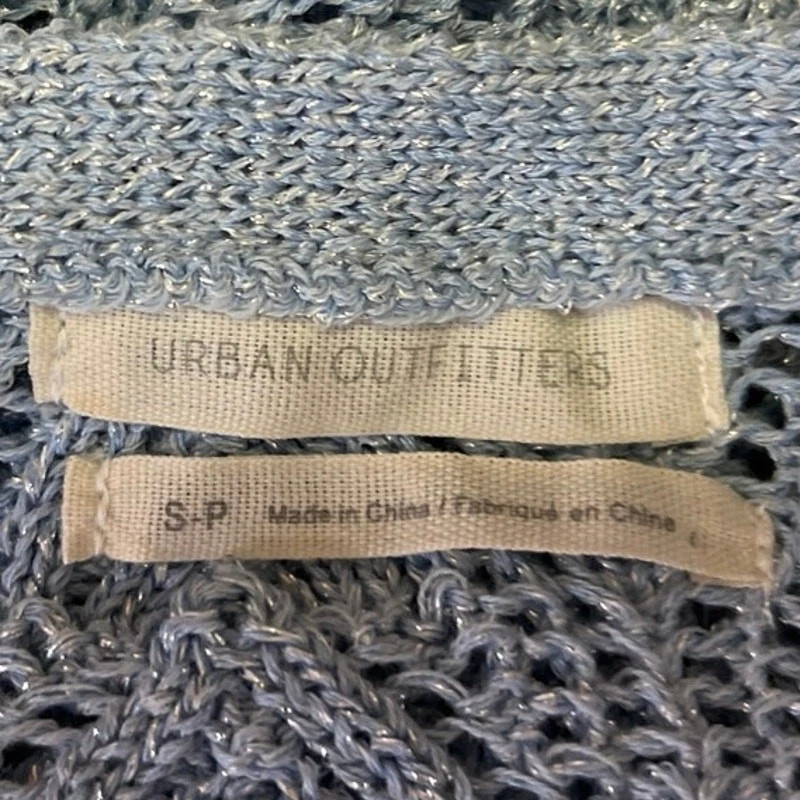 URBAN OUTFITTERS
S-P Made in China / Fabriqué en Chine